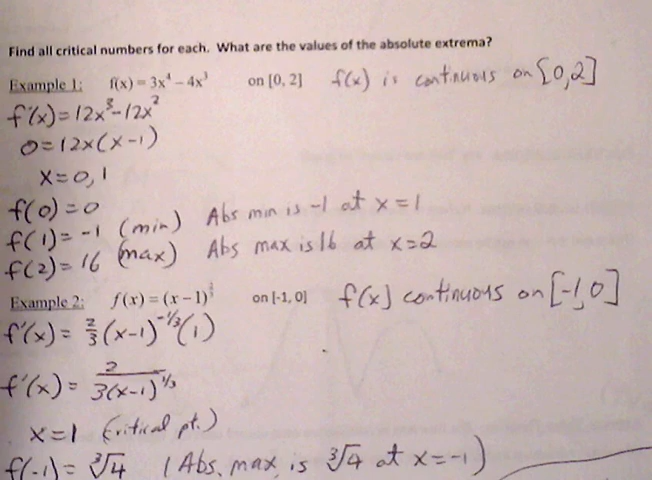 Find all critical numbers for each. What are the values of the absolute extrema?
Example 1: f(x) = 3x⁴ – 4x³ on [0, 2] f(x) is continuous on [0,2]
f'(x) = 12x³-12x²
0 = 12x(x-1)
x = 0, 1
f(0) = 0
f(1) = -1 (min) Abs min is -1 at x = 1
f(2) = 16 (max) Abs max is 16 at x = 2
Example 2: f(x) = (x – 1)^(2/3) on [-1, 0] f(x) continuous on [-1,0]
f'(x) = 2/3 (x-1)^(-1/3) (1)
f'(x) = 2/(3(x-1)^(1/3))
x = 1 (critical pt.)
f(-1) = ∛4 (Abs. max is ∛4 at x = -1)